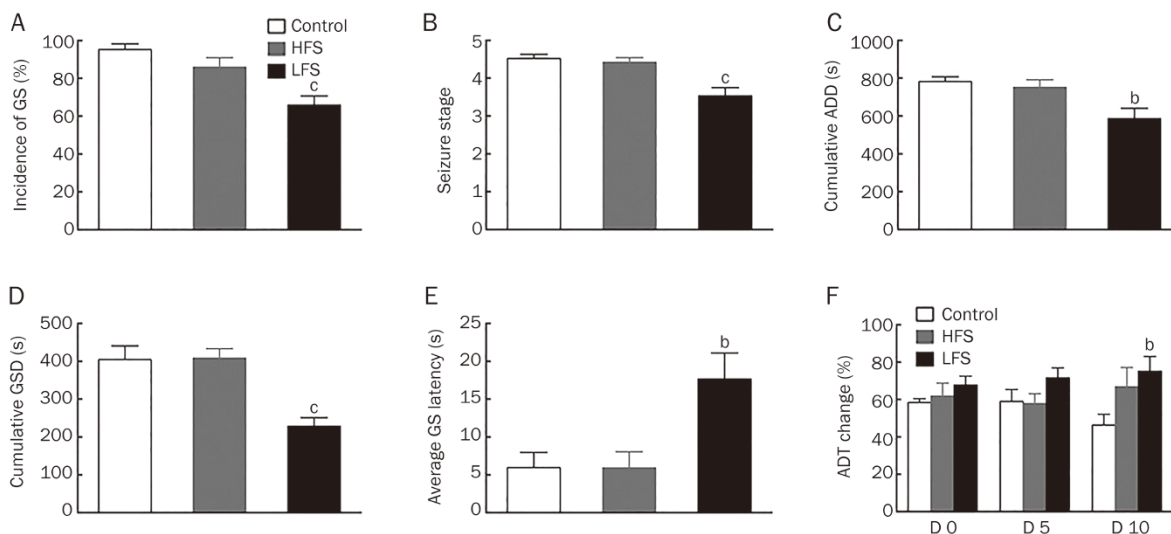 A
Incidence of GS (%)
100
80
60
40
20
0
Control
HFS
LFS
c
B
Seizure stage
5
4
3
2
1
0
c
C
Cumulative ADD (s)
1000
800
600
400
200
0
b
D
Cumulative GSD (s)
500
400
300
200
100
0
c
E
Average GS latency (s)
25
20
15
10
5
0
b
F
ADT change (%)
100
80
60
40
20
0
Control
HFS
LFS
b
D 0 D 5 D 10